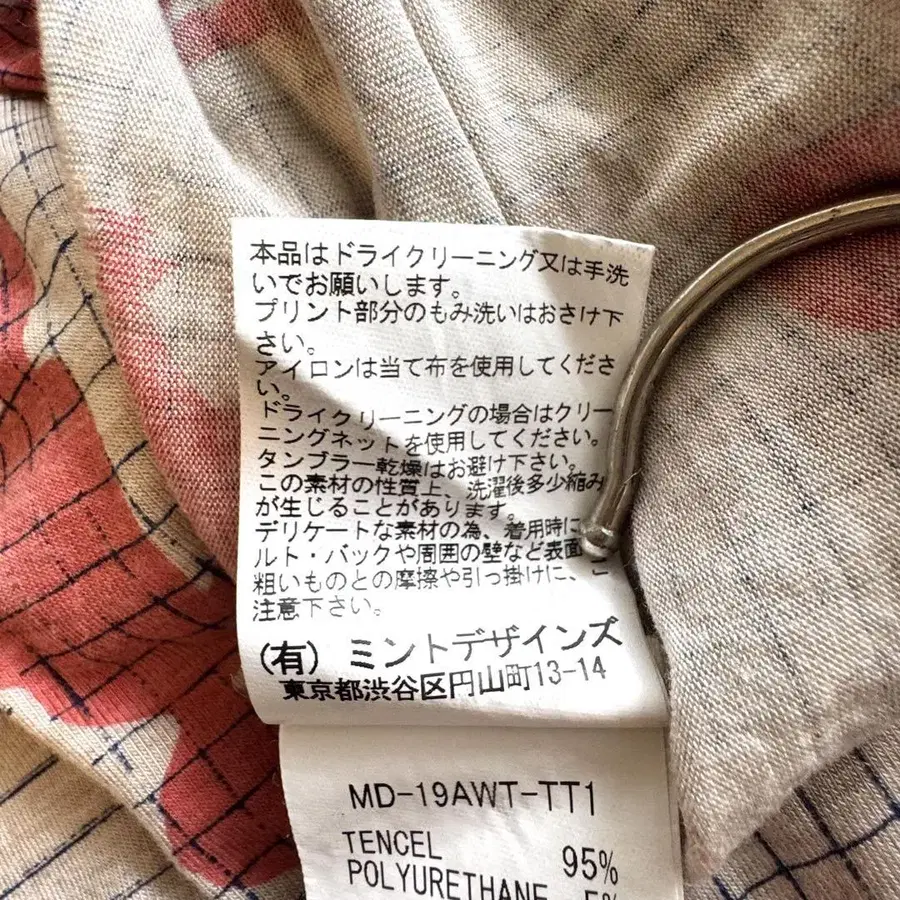 本品はドライクリーニング又は手洗
いでお願いします。
プリント部分のもみ洗いはおさけ下
さい。
アイロンは当て布を使用してくださ
い。
ドライクリーニングの場合はクリー
ニングネットを使用してください。
タンブラー乾燥はお避け下さい。
この素材の性質上、洗濯後多少縮み
が生じることがあります。
デリケートな素材の為、着用時に
ルト・バックや周囲の壁など表面
粗いものとの摩擦や引っ掛けに、ご
注意下さい。
(有) ミントデザインズ
東京都渋谷区円山町13-14
MD-19AWT-TT1
TENCEL 95%
POLYURETHANE 5%